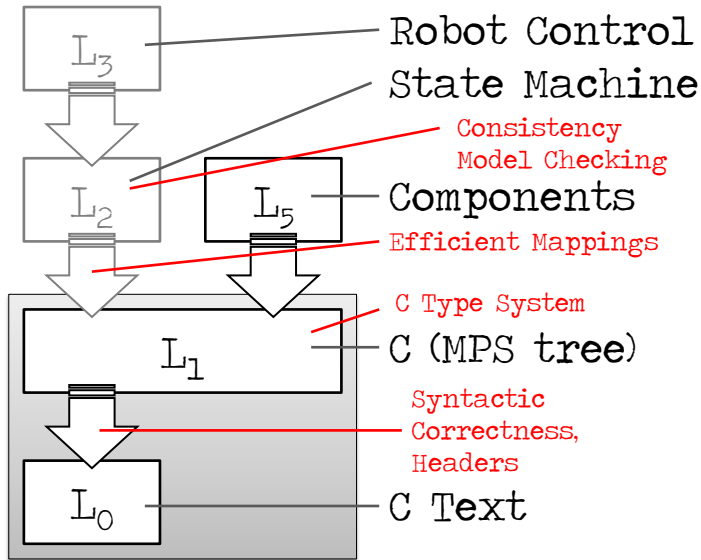 L3
Robot Control
State Machine
Consistency
Model Checking
L2
L5
Components
Efficient Mappings
C Type System
L1
C (MPS tree)
Syntactic
Correctness,
Headers
L0
C Text